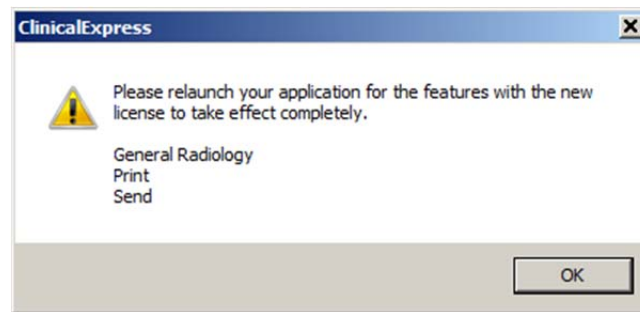 ClinicalExpress
Please relaunch your application for the features with the new
license to take effect completely.
General Radiology
Print
Send
OK